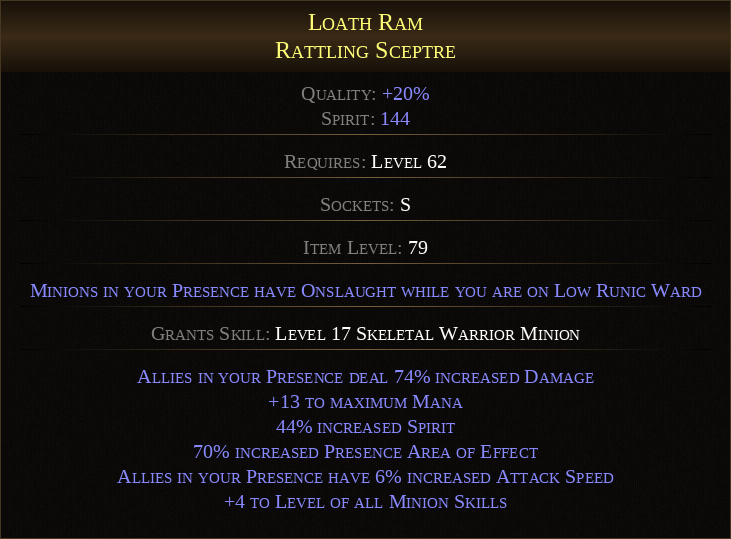 Loath Ram
Rattling Sceptre
Quality: +20%
Spirit: 144
Requires: Level 62
Sockets: S
Item Level: 79
Minions in your Presence have Onslaught while you are on Low Runic Ward
Grants Skill: Level 17 Skeletal Warrior Minion
Allies in your Presence deal 74% increased Damage
+13 to maximum Mana
44% increased Spirit
70% increased Presence Area of Effect
Allies in your Presence have 6% increased Attack Speed
+4 to Level of all Minion Skills